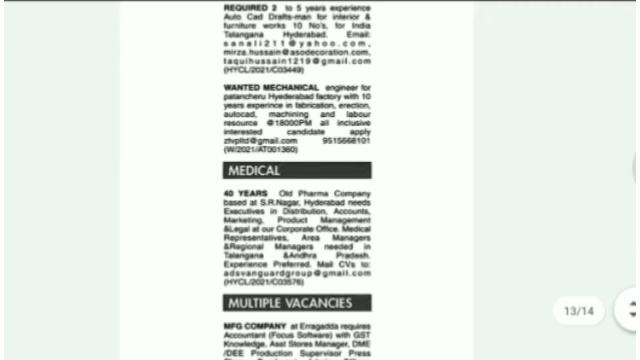 REQUIRED 2 to 5 years experience
Auto Cad Drafts-man for interior &
furniture works 10 No's, for India
Talangana Hyderabad. Email:
sanali211@yahoo.com,
mirza.hussain@asodecoration.com,
taquihussain1219@gmail.com
(HYCL/2021/C03449)
WANTED MECHANICAL engineer for
patancheru Hyederabad factory with 10
years experince in fabrication, erection,
autocad, machining and labour
resource @18000PM all inclusive
interested candidate apply
ztvpltd@gmail.com 9515668101
(W/2021/AT001360)
MEDICAL
40 YEARS Old Pharma Company
based at S.R.Nagar, Hyderabad needs
Executives in Distribution, Accounts,
Marketing, Product Management
&Legal at our Corporate Office. Medical
Representatives, Area Managers
&Regional Managers needed in
Talangana &Andhra Pradesh.
Experience Preferred. Mail CVs to:
adsvanguardgroup@gmail.com
(HYCL/2021/C03576)
MULTIPLE VACANCIES
MFG COMPANY at Erragadda requires
Accountant (Focus Software) with GST
Knowledge, Asst Stores Manager, DME
/DEE Production Supervisor Press
13/14